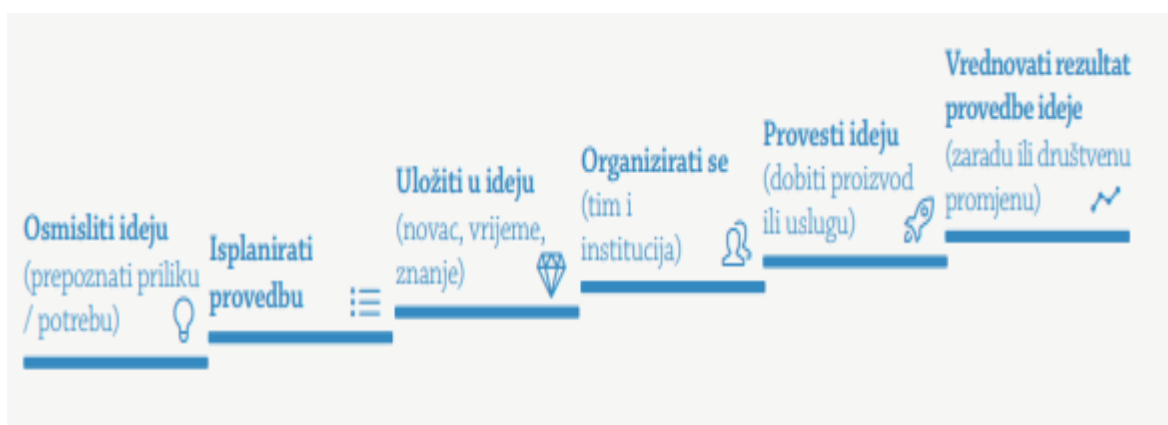 Osmisliti ideju
(prepoznati priliku
/ potrebu)
Isplanirati
provedbu
Uložiti u ideju
(novac, vrijeme,
znanje)
Organizirati se
(tim i
institucija)
Provesti ideju
(dobiti proizvod
ili uslugu)
Vrednovati rezultat
provedbe ideje
(zaradu ili društvenu
promjenu)